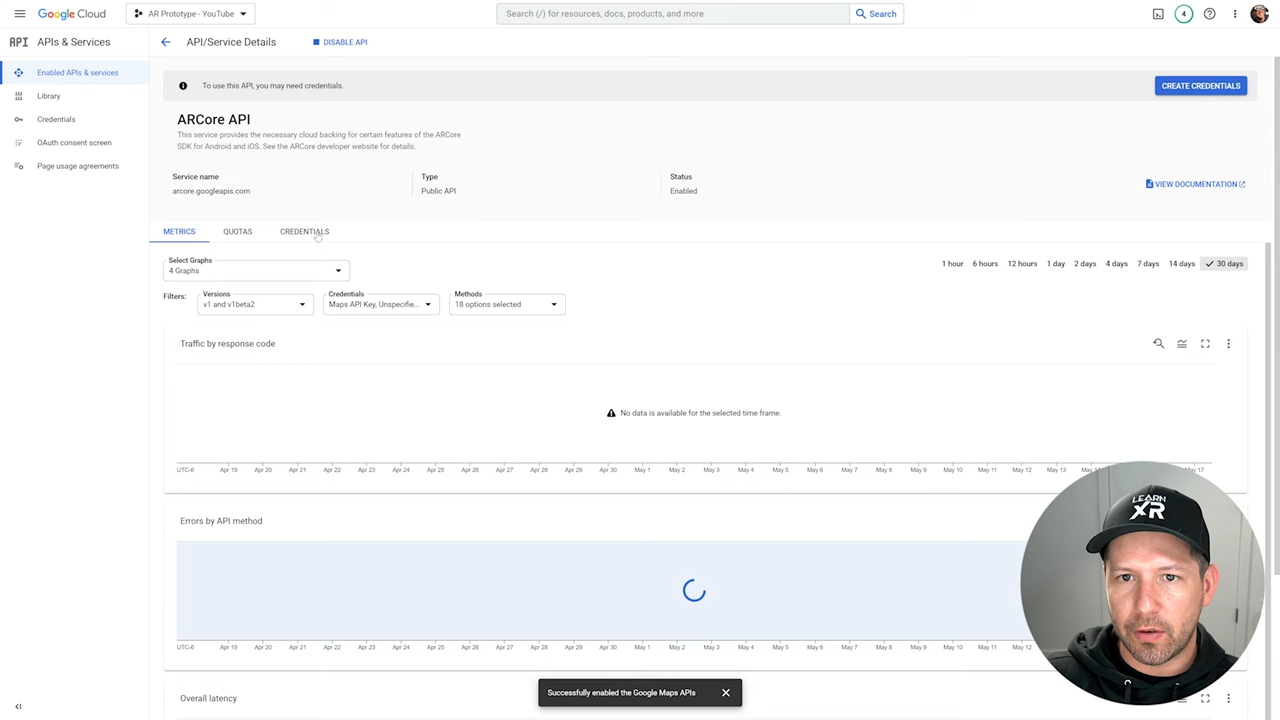 Google Cloud
AR Prototype - YouTube
Search (/) for resources, docs, products, and more
Search
4
API APIs & Services
API/Service Details
DISABLE API
Enabled APIs & services
Library
Credentials
OAuth consent screen
Page usage agreements
To use this API, you may need credentials.
CREATE CREDENTIALS
ARCore API
This service provides the necessary cloud backing for certain features of the ARCore
SDK for Android and iOS. See the ARCore developer website for details.
Service name
arcore.googleapis.com
Type
Public API
Status
Enabled
VIEW DOCUMENTATION
METRICS
QUOTAS
CREDENTIALS
Select Graphs
4 Graphs
1 hour 6 hours 12 hours 1 day 2 days 4 days 7 days 14 days 30 days
Filters:
Versions
v1 and v1beta2
Credentials
Maps API Key, Unspecifie...
Methods
18 options selected
Traffic by response code
No data is available for the selected time frame.
UTC-6 Apr 19 Apr 20 Apr 21 Apr 22 Apr 23 Apr 24 Apr 25 Apr 26 Apr 27 Apr 28 Apr 29 Apr 30 May 1 May 2 May 3 May 4 May 5 May 6 May 7 May 8 May 9 May 10 May 11 May 12 May 13 May 17
Errors by API method
UTC-6 Apr 19 Apr 20 Apr 21 Apr 22 Apr 23 Apr 24 Apr 25 Apr 26 Apr 27 Apr 28 Apr 29 Apr 30 May 1 May 2 May 3 May 4 May 5 May 6 May 7 May 8 May 9 May 10 May 11 May 12
Overall latency
Successfully enabled the Google Maps APIs
LEARN
XR